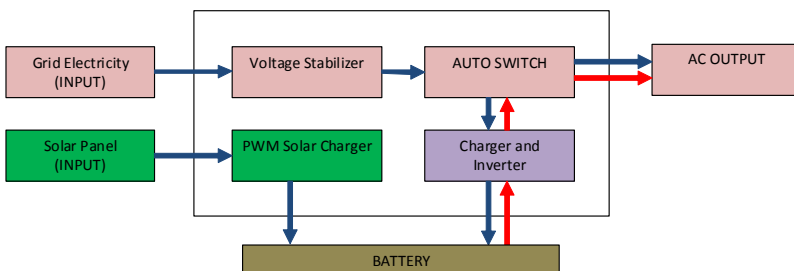 Grid Electricity
(INPUT)
Voltage Stabilizer
AUTO SWITCH
AC OUTPUT
Solar Panel
(INPUT)
PWM Solar Charger
Charger and
Inverter
BATTERY